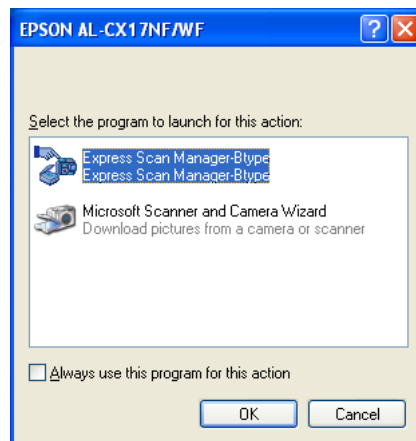 EPSON AL-CX17NF/WF
Select the program to launch for this action:
Express Scan Manager-Btype
Express Scan Manager-Btype
Microsoft Scanner and Camera Wizard
Download pictures from a camera or scanner
Always use this program for this action
OK
Cancel